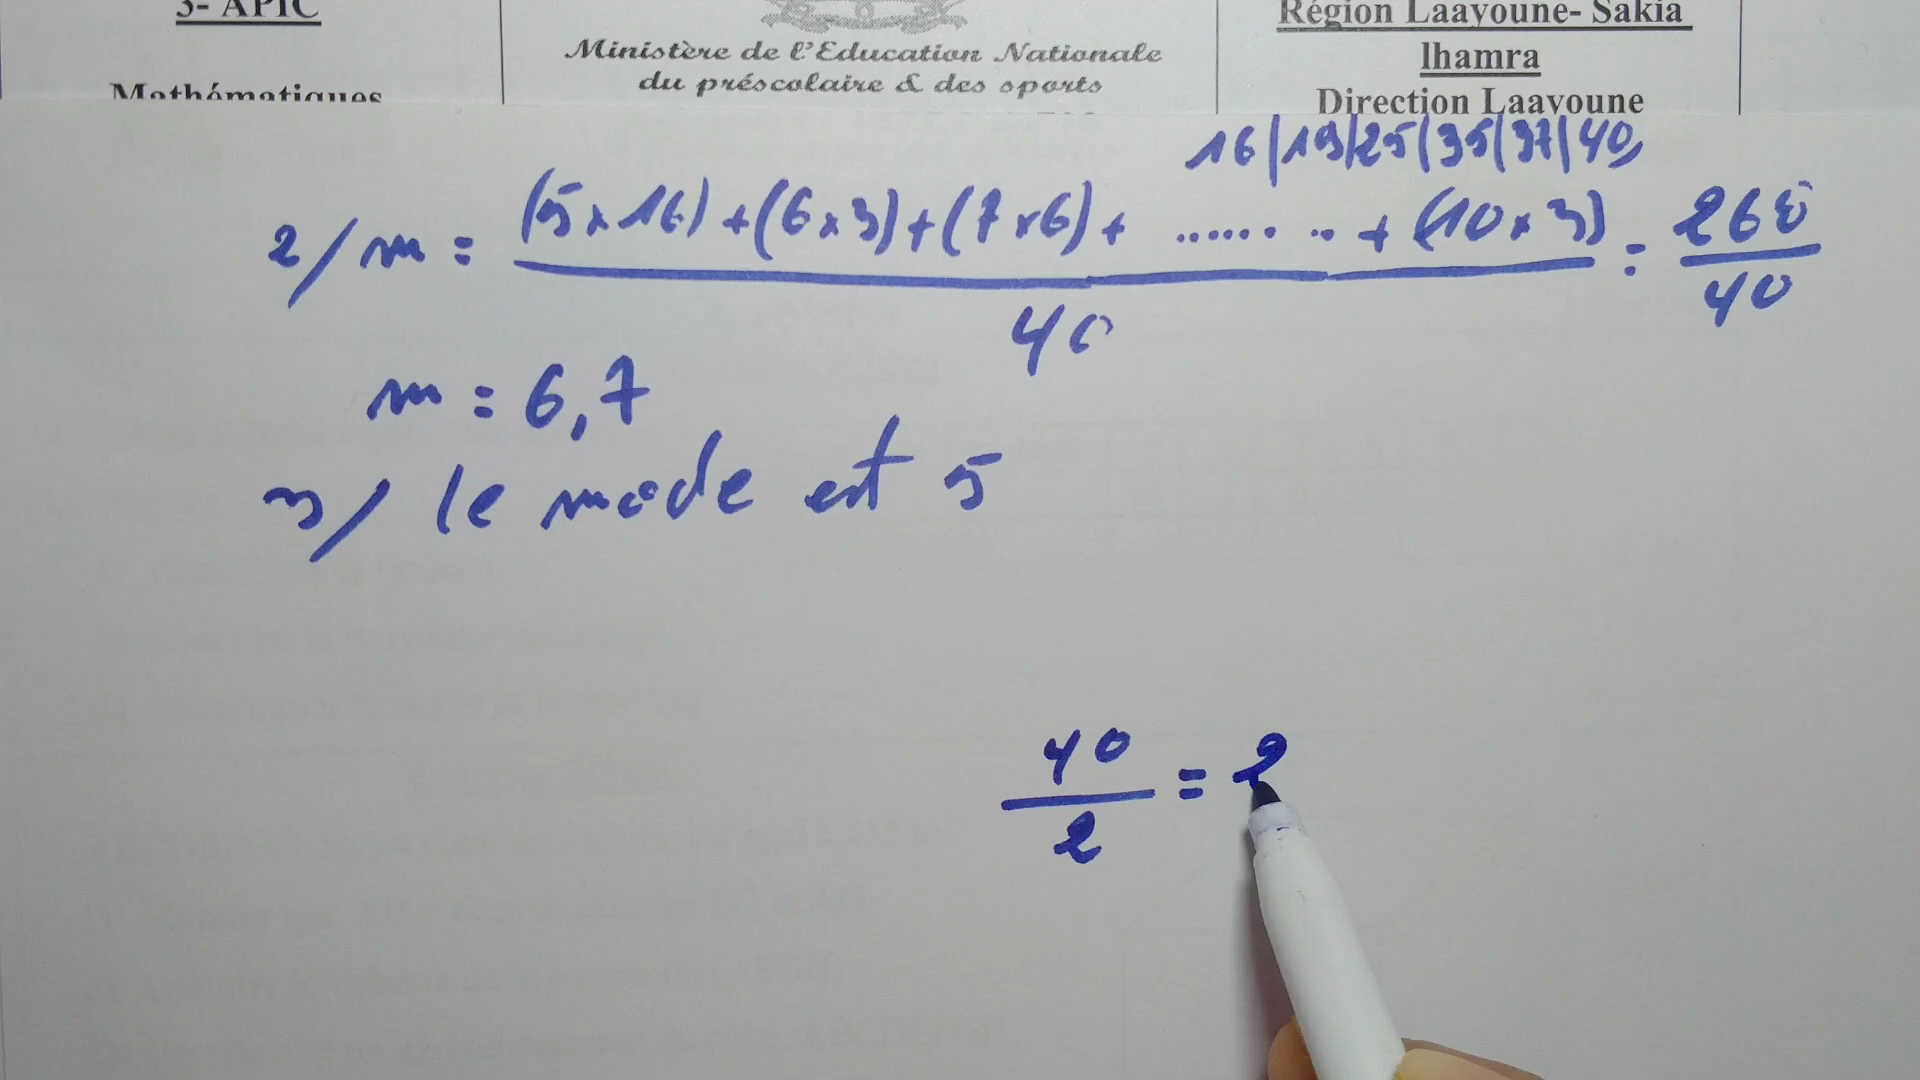 3- APIC
Mathématiques
Ministère de l'Education Nationale
du préscolaire & des sports
Région Laayoune- Sakia
lhamra
Direction Laayoune
16|19|25|35|37|40
2/ m = (5×16)+(6×3)+(7×6)+ ........ +(10×3) / 40 = 268 / 40
m = 6,7
3/ le mode est 5
40 / 2 = 2